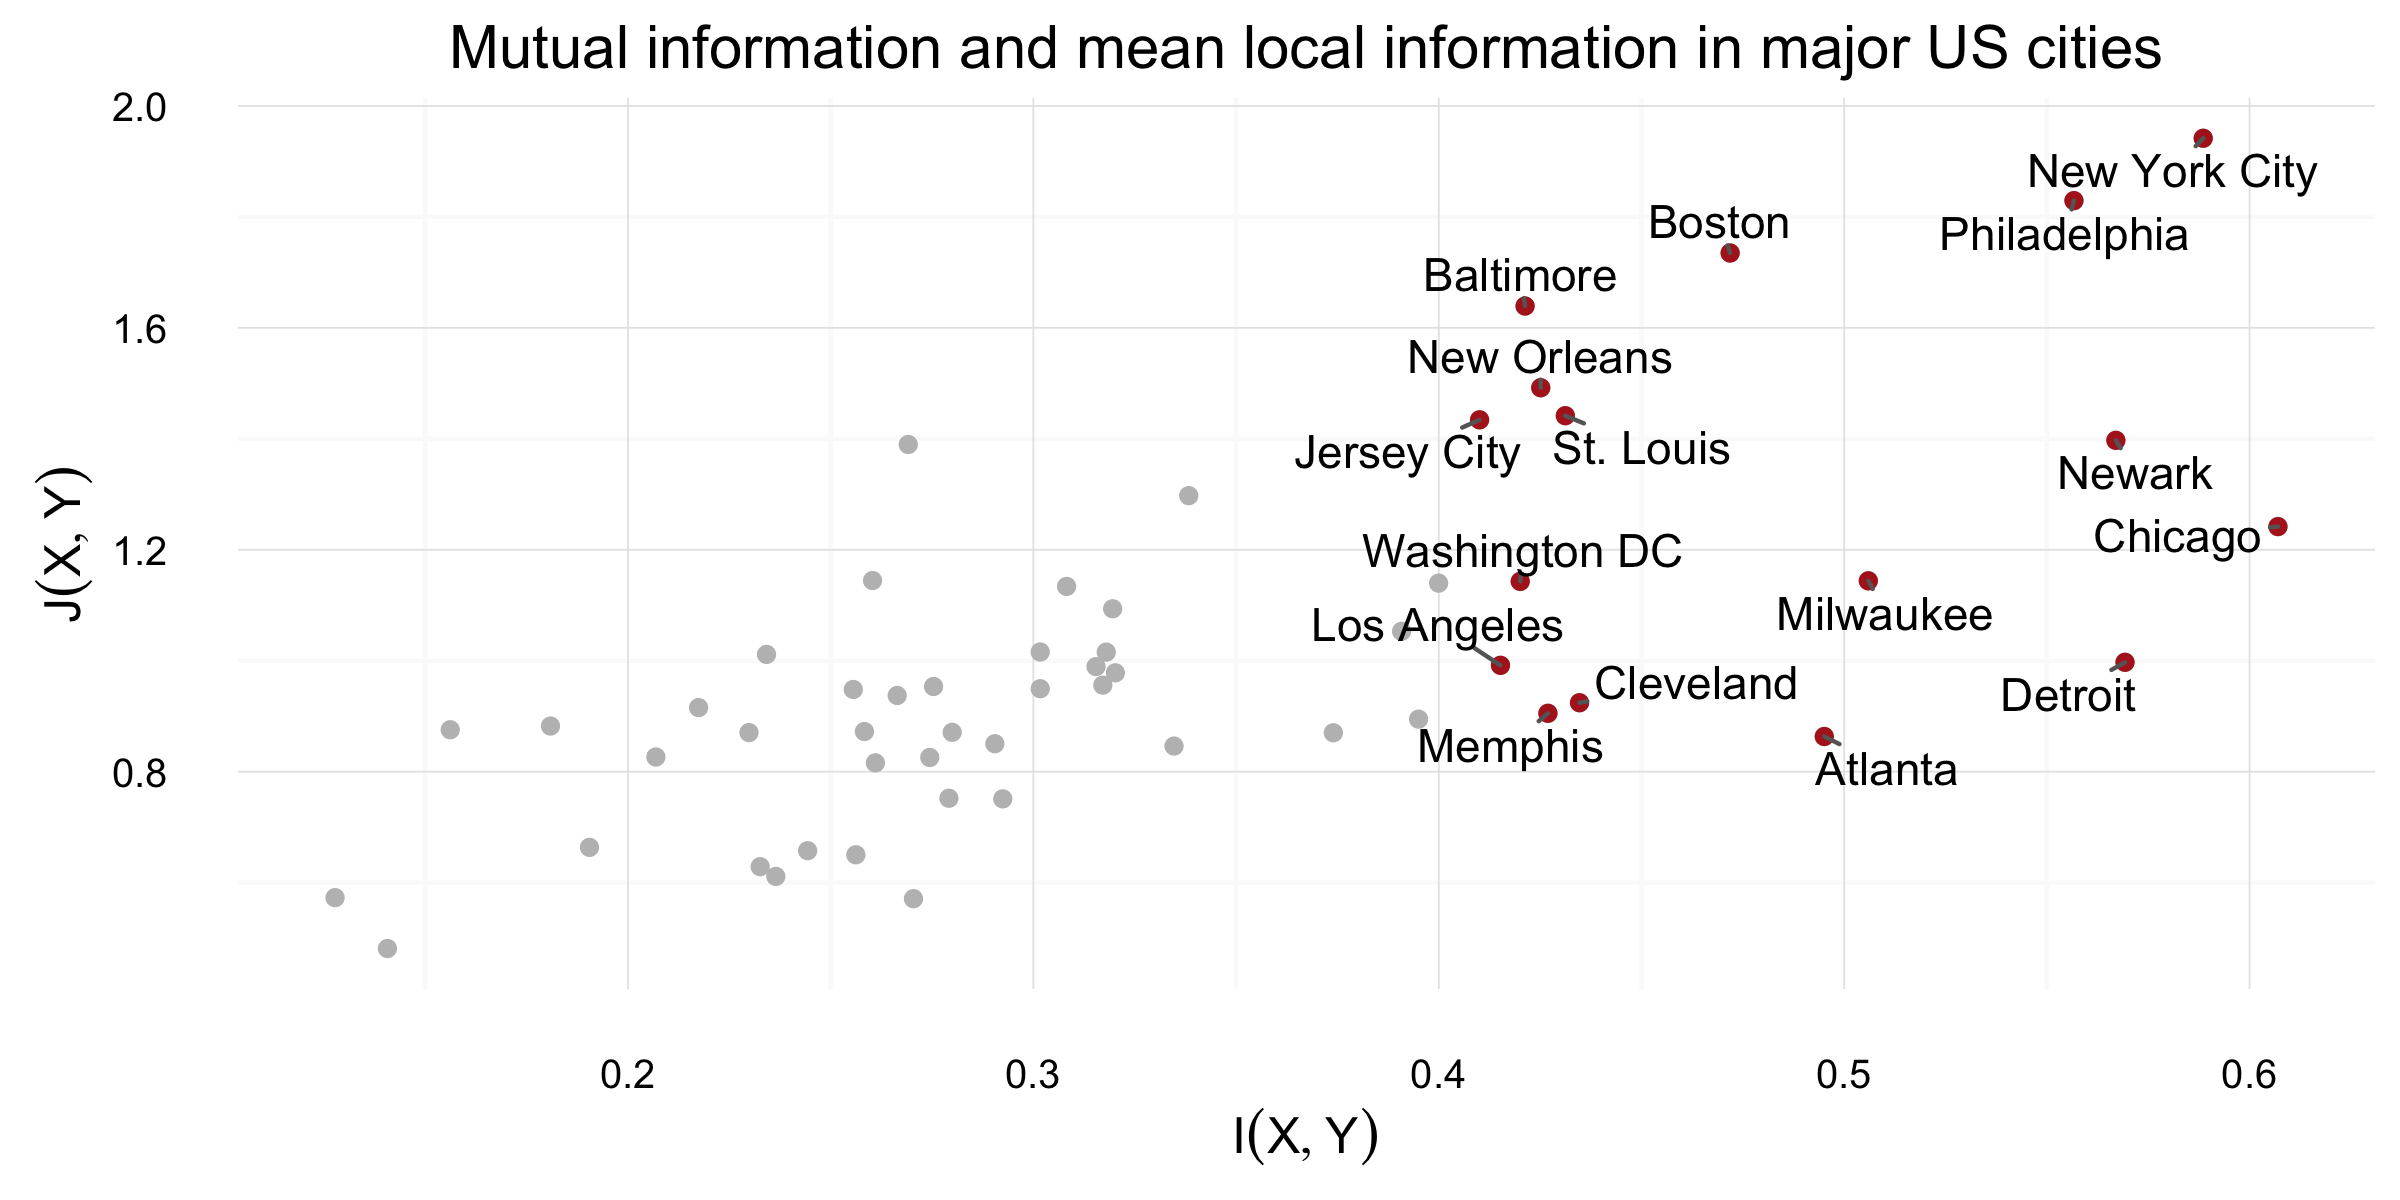 Mutual information and mean local information in major US cities
2.0
1.6
1.2
0.8
J(X, Y)
New York City
Philadelphia
Boston
Baltimore
New Orleans
Jersey City
St. Louis
Newark
Chicago
Washington DC
Milwaukee
Los Angeles
Cleveland
Detroit
Memphis
Atlanta
0.2
0.3
0.4
0.5
0.6
I(X, Y)